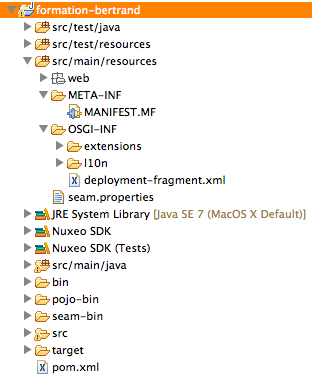 formation-bertrand
src/test/java
src/test/resources
src/main/resources
web
META-INF
MANIFEST.MF
OSGI-INF
extensions
l10n
deployment-fragment.xml
seam.properties
JRE System Library [Java SE 7 (MacOS X Default)]
Nuxeo SDK
Nuxeo SDK (Tests)
src/main/java
bin
pojo-bin
seam-bin
src
target
pom.xml